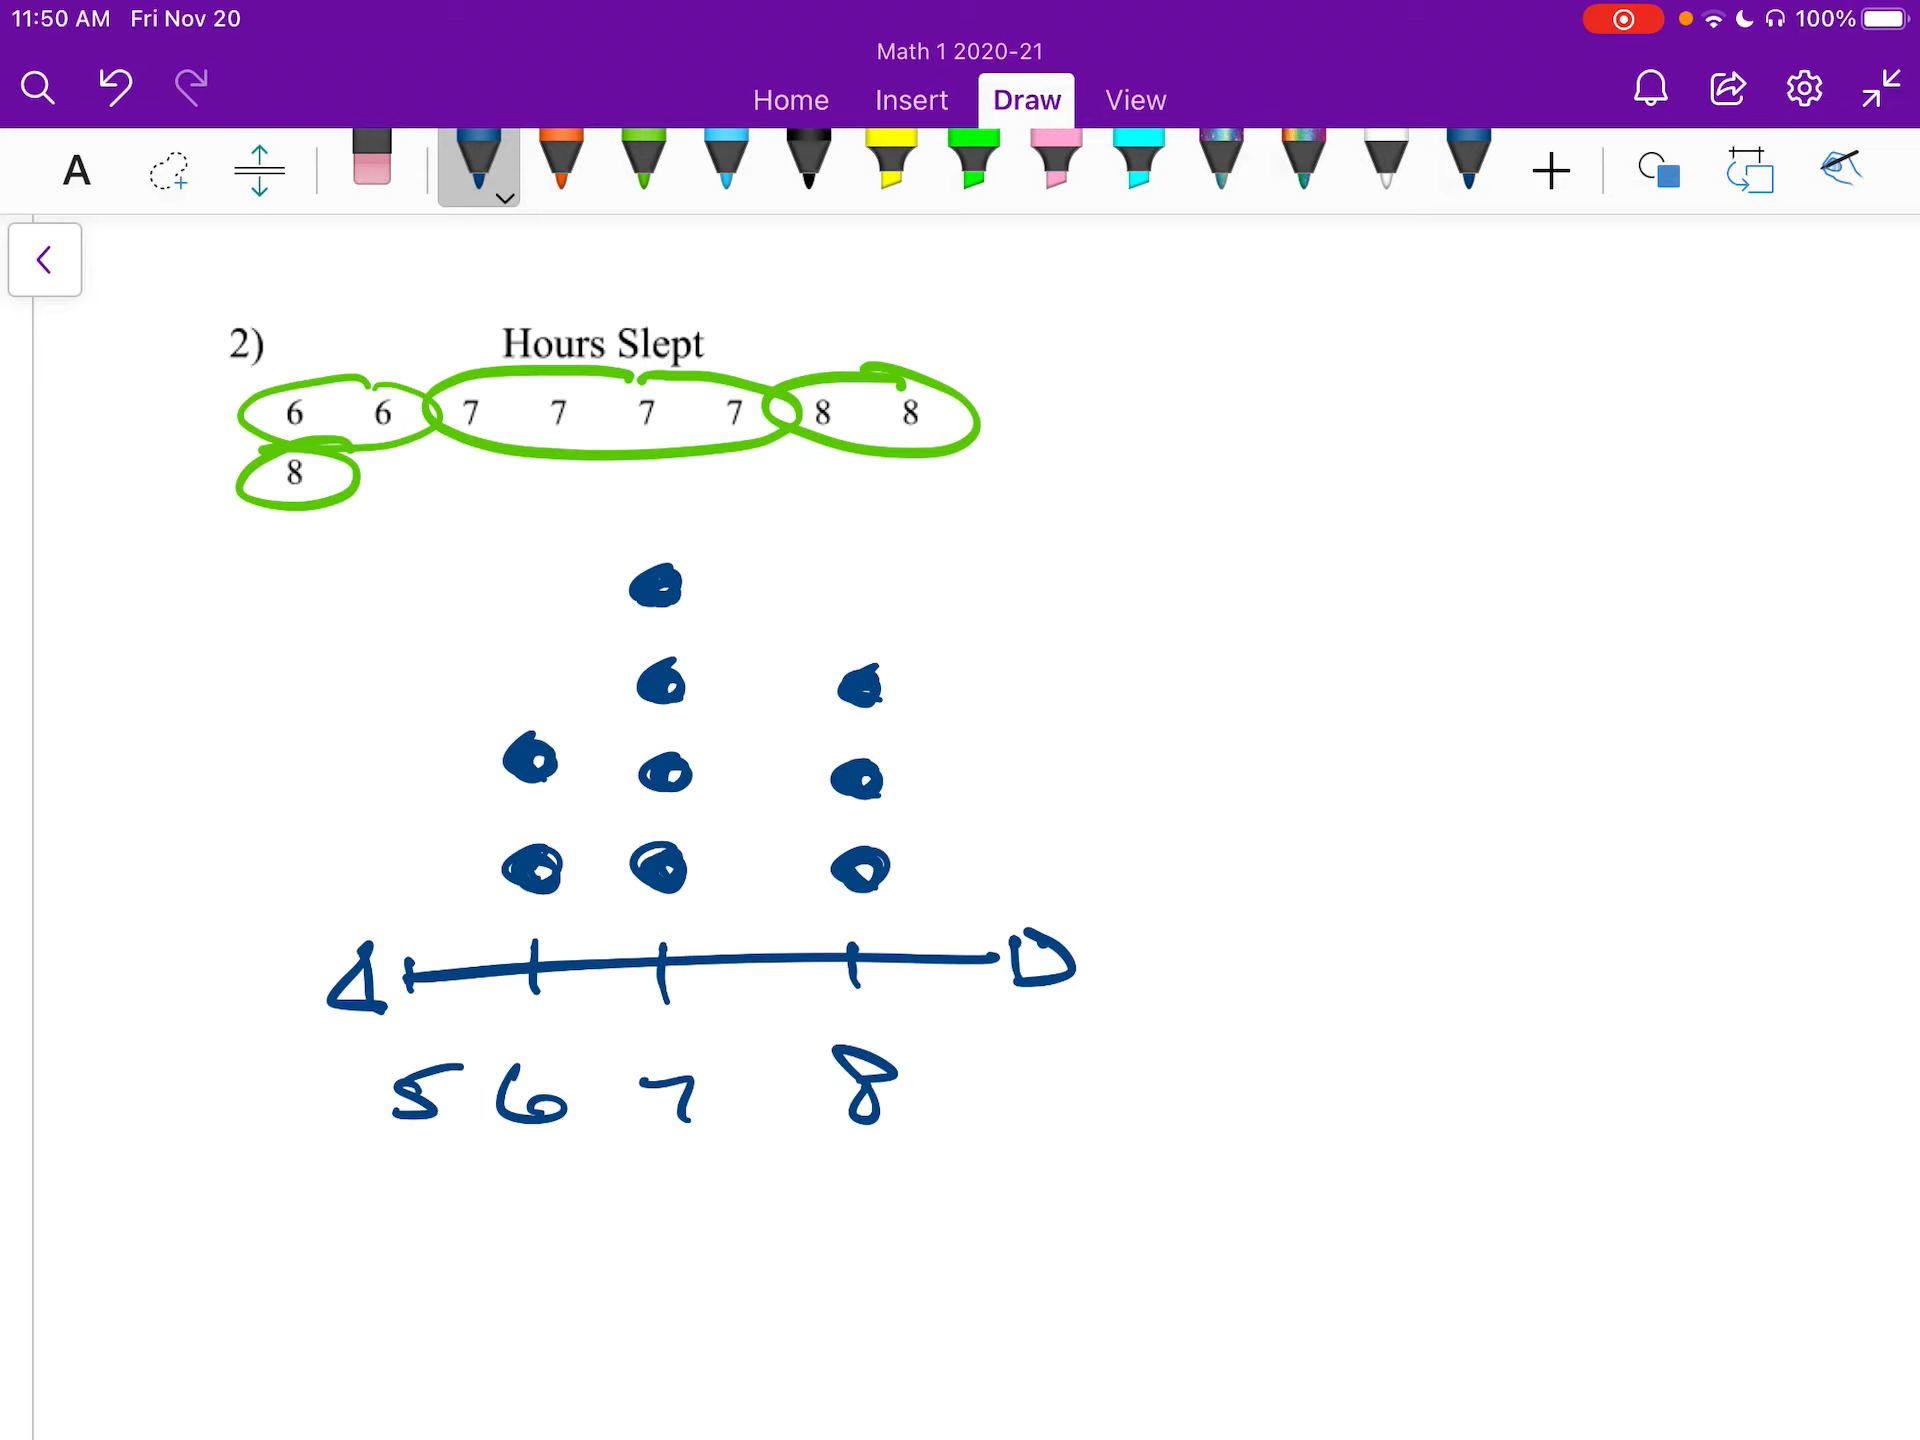 11:50 AM Fri Nov 20
100%
Math 1 2020-21
Home Insert Draw View
A
2) Hours Slept
6 6 7 7 7 7 8 8
8
5 6 7 8